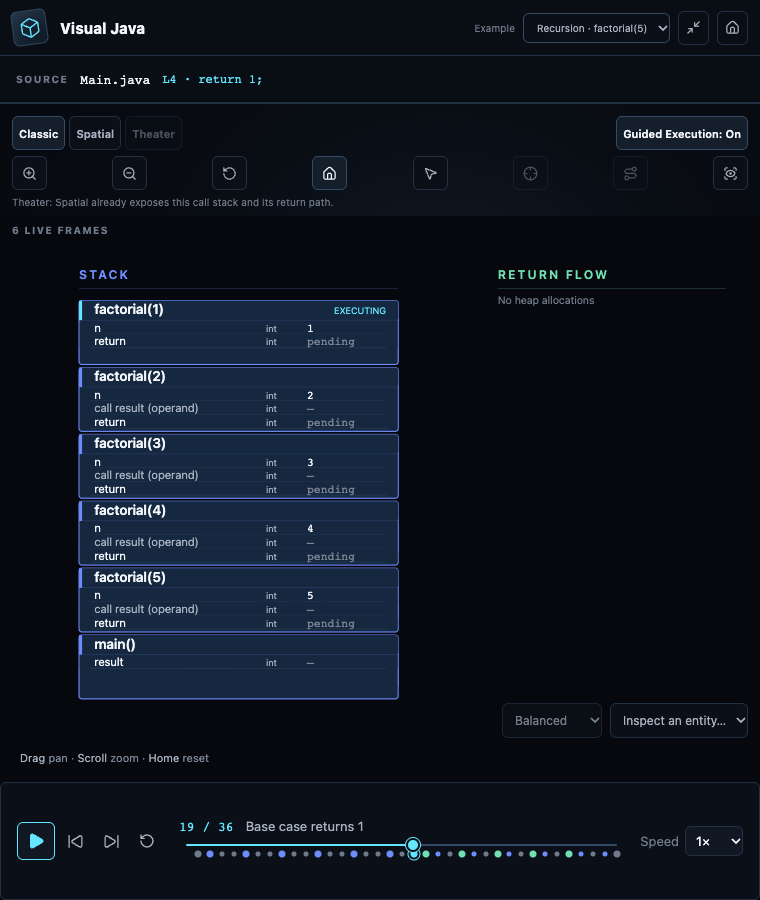 Visual Java
Example
Recursion · factorial(5)
SOURCE Main.java L4 · return 1;
Classic Spatial Theater
Guided Execution: On
Theater: Spatial already exposes this call stack and its return path.
6 LIVE FRAMES
STACK
factorial(1) EXECUTING
n int 1
return int pending
factorial(2)
n int 2
call result (operand) int —
return int pending
factorial(3)
n int 3
call result (operand) int —
return int pending
factorial(4)
n int 4
call result (operand) int —
return int pending
factorial(5)
n int 5
call result (operand) int —
return int pending
main()
result int —
RETURN FLOW
No heap allocations
Balanced
Inspect an entity...
Drag pan · Scroll zoom · Home reset
19 / 36 Base case returns 1
Speed 1×